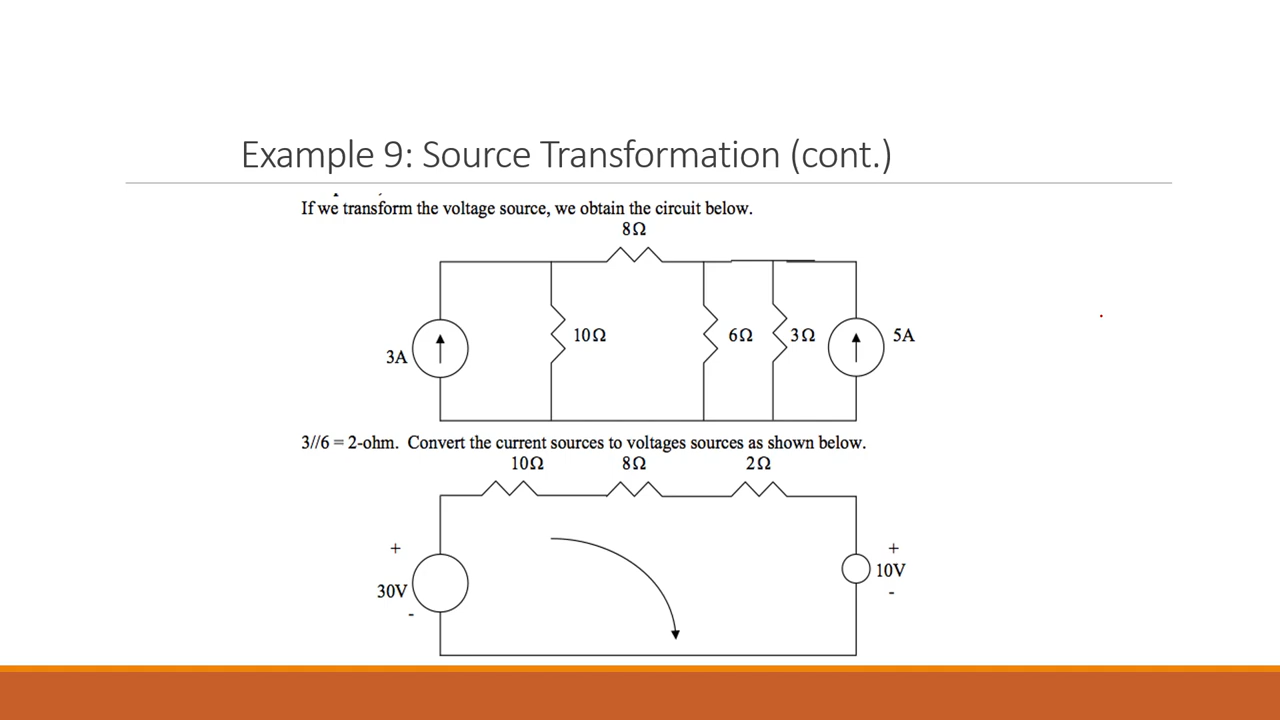 Example 9: Source Transformation (cont.)
If we transform the voltage source, we obtain the circuit below.
8Ω
10Ω
6Ω
3Ω
5A
3A
3//6 = 2-ohm. Convert the current sources to voltages sources as shown below.
10Ω
8Ω
2Ω
+
+
30V
10V
-
-